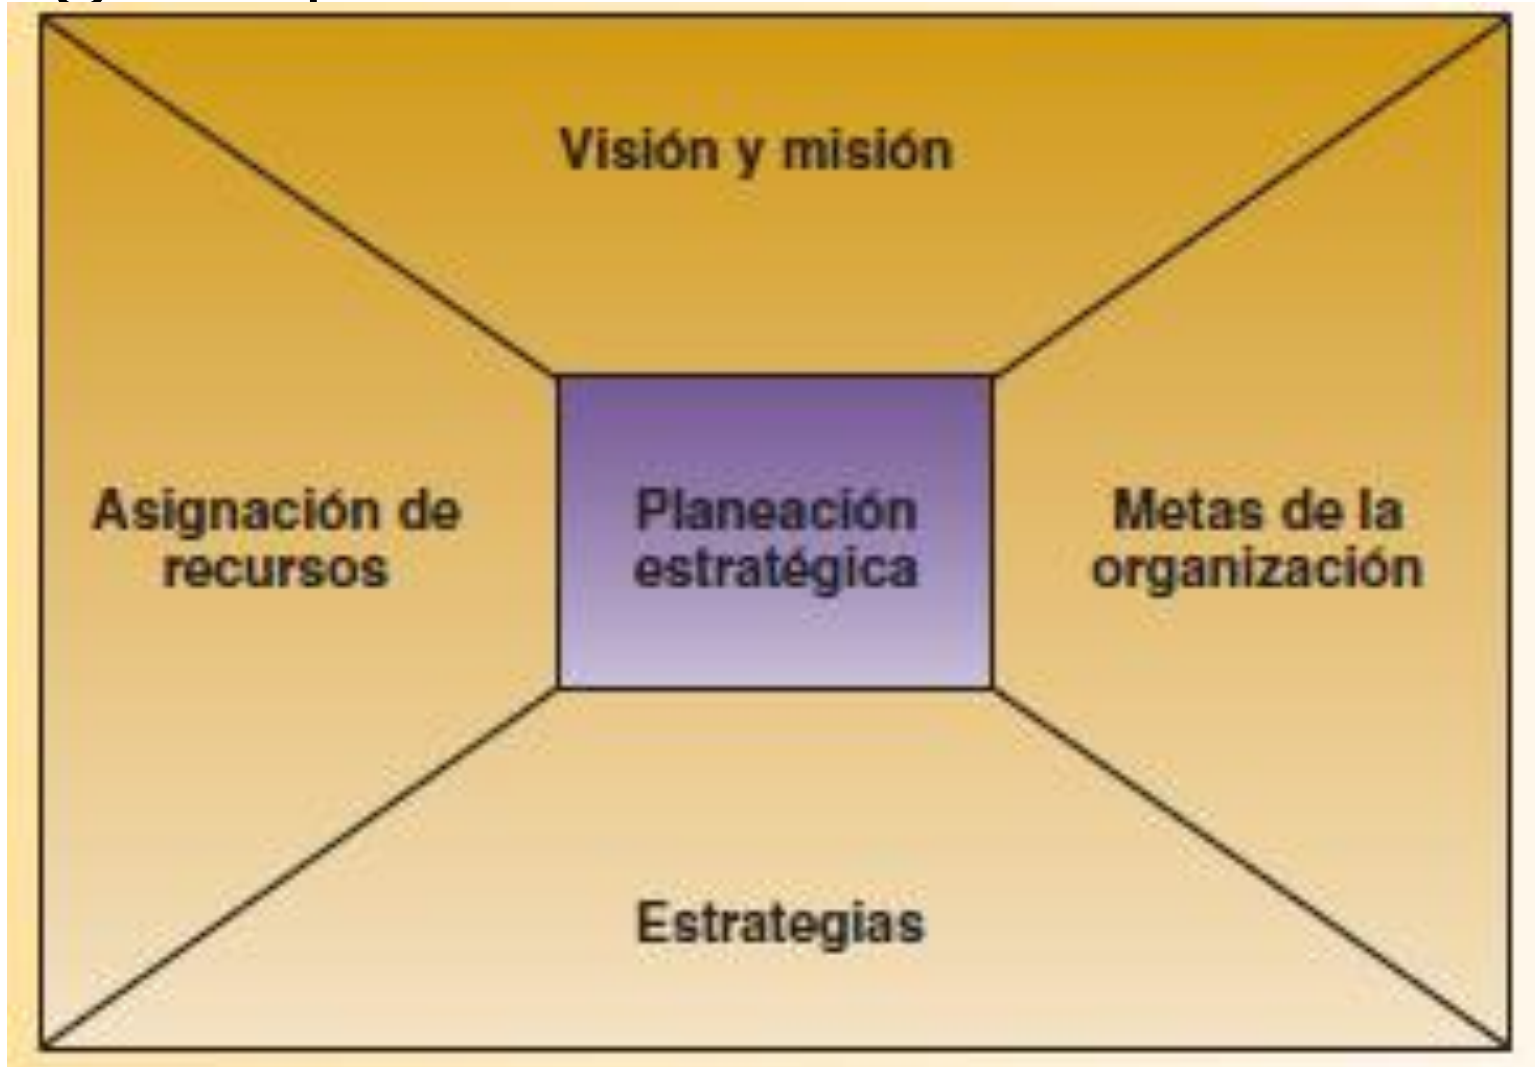 Visión y misión
Asignación de
recursos
Planeación
estratégica
Metas de la
organización
Estrategias